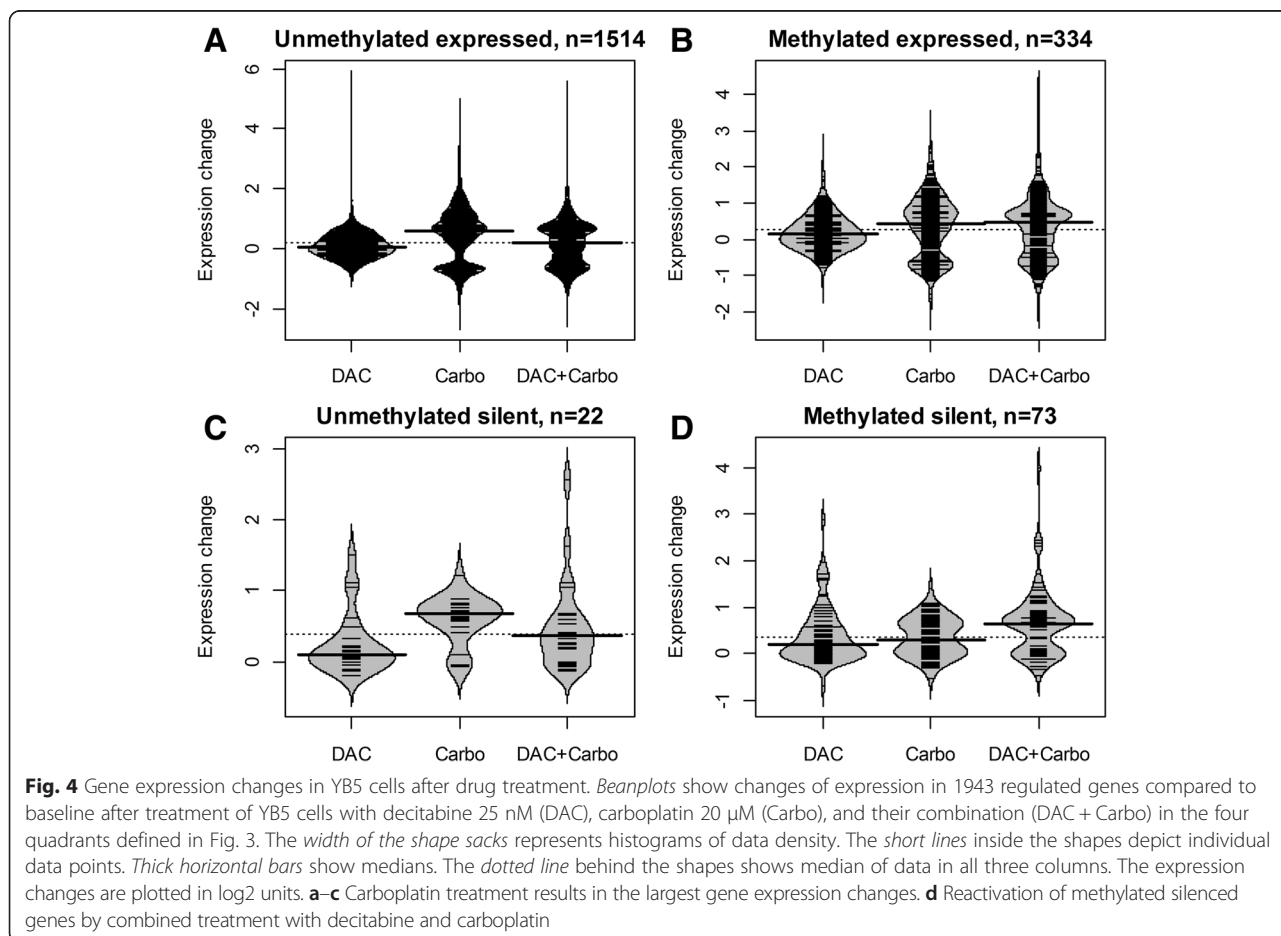 A
Unmethylated expressed, n=1514
Expression change
6
4
2
0
-2
DAC
Carbo
DAC+Carbo
B
Methylated expressed, n=334
Expression change
4
3
2
1
0
-1
-2
DAC
Carbo
DAC+Carbo
C
Unmethylated silent, n=22
Expression change
3
2
1
0
DAC
Carbo
DAC+Carbo
D
Methylated silent, n=73
Expression change
4
3
2
1
0
-1
DAC
Carbo
DAC+Carbo
Fig. 4 Gene expression changes in YB5 cells after drug treatment. Beanplots show changes of expression in 1943 regulated genes compared to
baseline after treatment of YB5 cells with decitabine 25 nM (DAC), carboplatin 20 μM (Carbo), and their combination (DAC + Carbo) in the four
quadrants defined in Fig. 3. The width of the shape sacks represents histograms of data density. The short lines inside the shapes depict individual
data points. Thick horizontal bars show medians. The dotted line behind the shapes shows median of data in all three columns. The expression
changes are plotted in log2 units. a–c Carboplatin treatment results in the largest gene expression changes. d Reactivation of methylated silenced
genes by combined treatment with decitabine and carboplatin